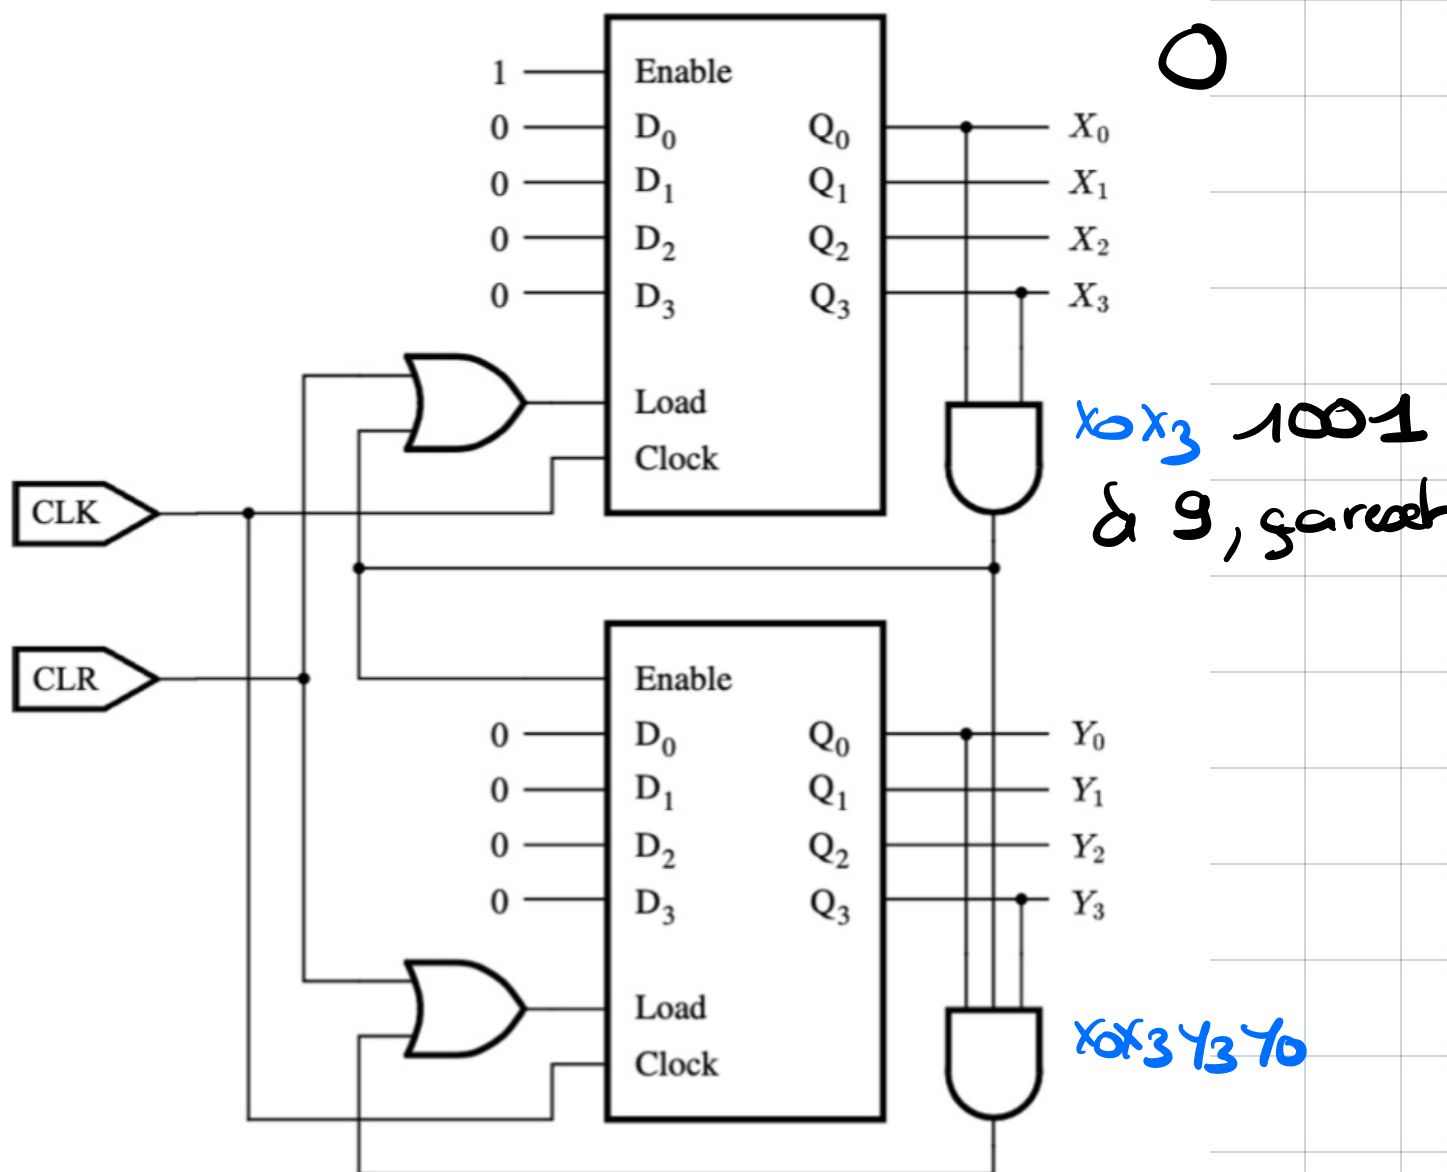 1 Enable
0 D0 Q0 X0
0 D1 Q1 X1
0 D2 Q2 X2
0 D3 Q3 X3
Load
Clock
CLK
CLR
Enable
0 D0 Q0 Y0
0 D1 Q1 Y1
0 D2 Q2 Y2
0 D3 Q3 Y3
Load
Clock
0
X0X3 1001
à 9,
X0X3Y3Y0